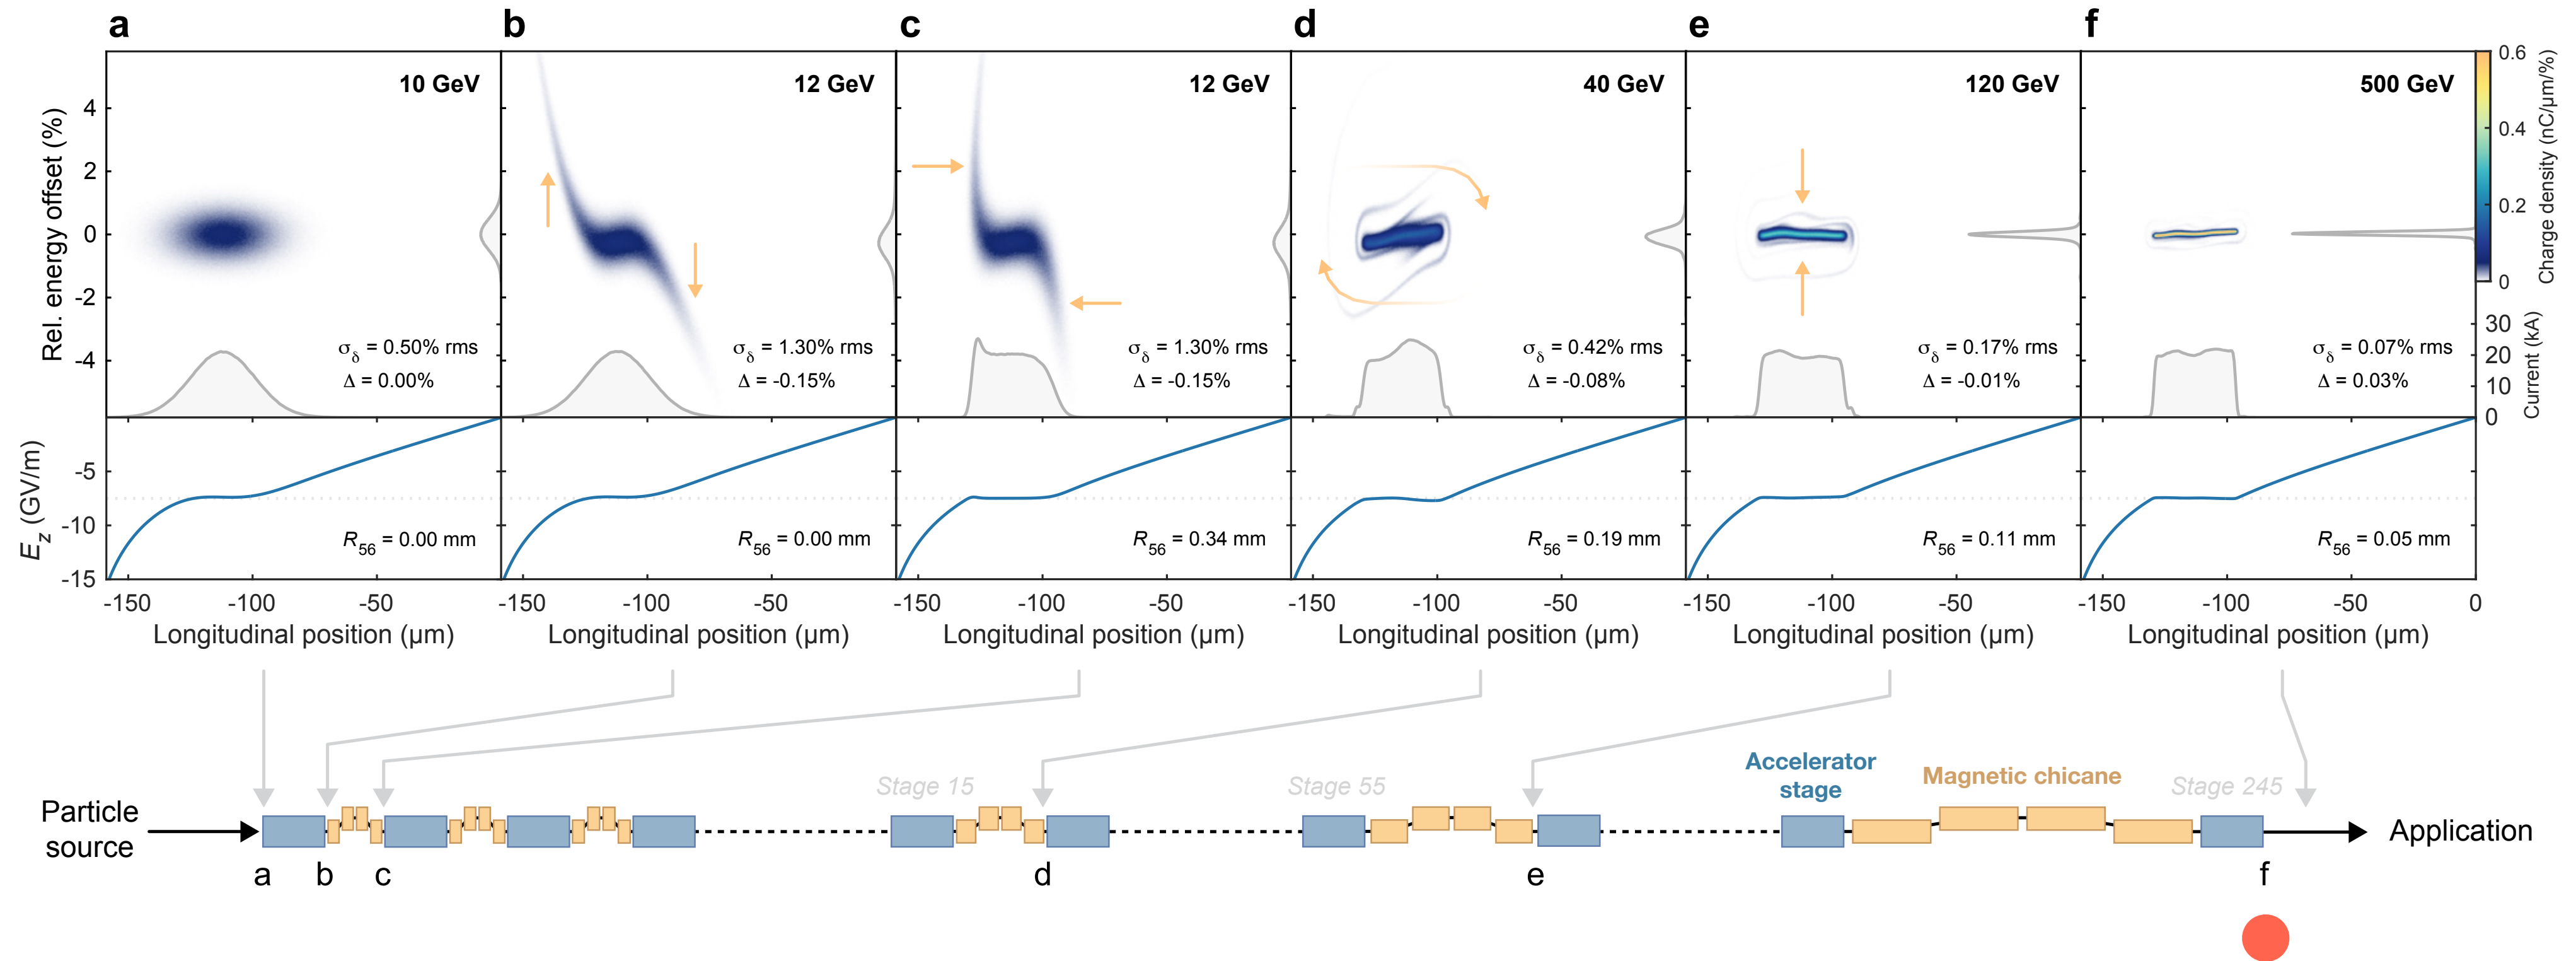 a b c d e f
10 GeV
12 GeV
12 GeV
40 GeV
120 GeV
500 GeV
Rel. energy offset (%)
4
2
0
-2
-4
σδ = 0.50% rms
Δ = 0.00%
σδ = 1.30% rms
Δ = -0.15%
σδ = 1.30% rms
Δ = -0.15%
σδ = 0.42% rms
Δ = -0.08%
σδ = 0.17% rms
Δ = -0.01%
σδ = 0.07% rms
Δ = 0.03%
0.6
0.4
0.2
0
Charge density (nC/μm/%)
30
20
10
0
Current (kA)
Ez (GV/m)
-5
-10
-15
R56 = 0.00 mm
R56 = 0.00 mm
R56 = 0.34 mm
R56 = 0.19 mm
R56 = 0.11 mm
R56 = 0.05 mm
-150 -100 -50
-150 -100 -50
-150 -100 -50
-150 -100 -50
-150 -100 -50
-150 -100 -50 0
Longitudinal position (μm)
Longitudinal position (μm)
Longitudinal position (μm)
Longitudinal position (μm)
Longitudinal position (μm)
Longitudinal position (μm)
Particle
source
Stage 15
Stage 55
Accelerator
stage
Magnetic chicane
Stage 245
Application
a b c d e f